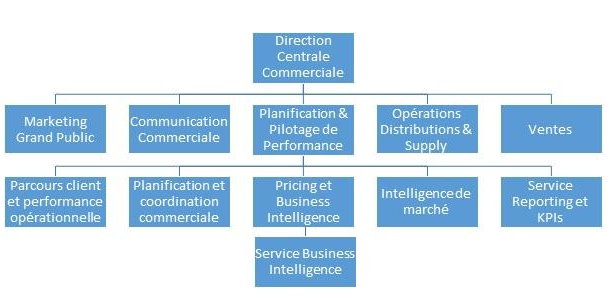 Direction
Centrale
Commerciale
Marketing
Grand Public
Communication
Commerciale
Planification &
Pilotage de
Performance
Opérations
Distributions &
Supply
Ventes
Parcours client
et performance
opérationnelle
Planification et
coordination
commerciale
Pricing et
Business
Intelligence
Intelligence de
marché
Service
Reporting et
KPIs
Service Business
Intelligence